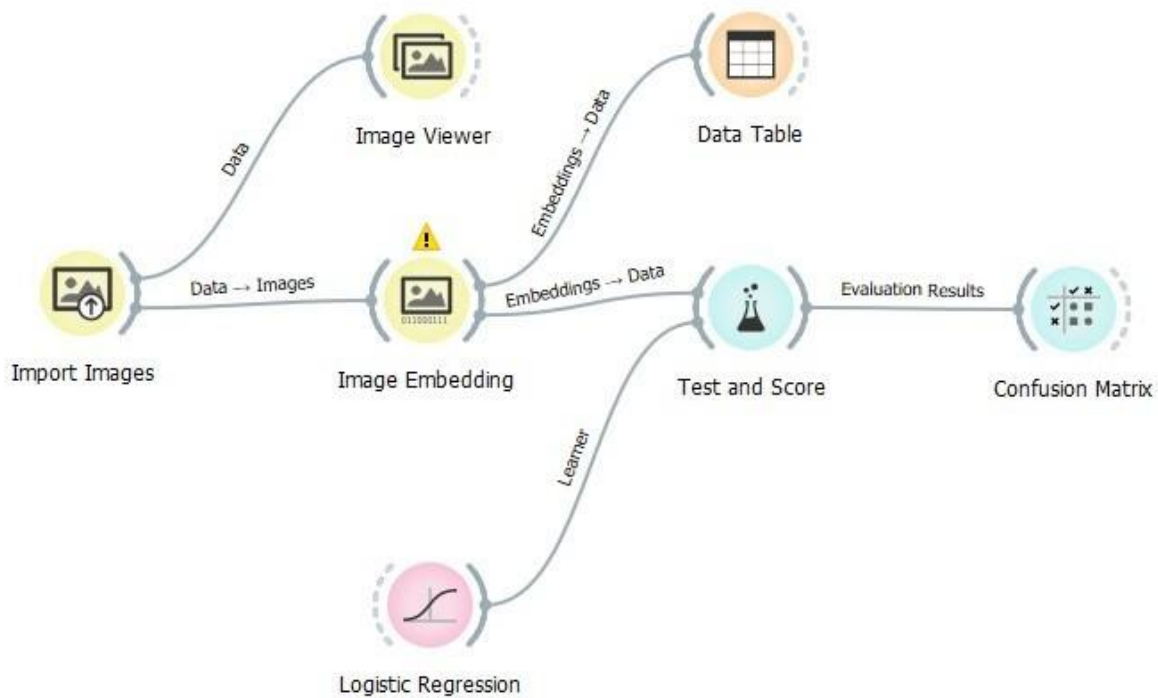 Image Viewer
Data Table
Data
Embeddings → Data
Data → Images
Embeddings → Data
Evaluation Results
011000111
Import Images
Image Embedding
Test and Score
Confusion Matrix
Learner
Logistic Regression